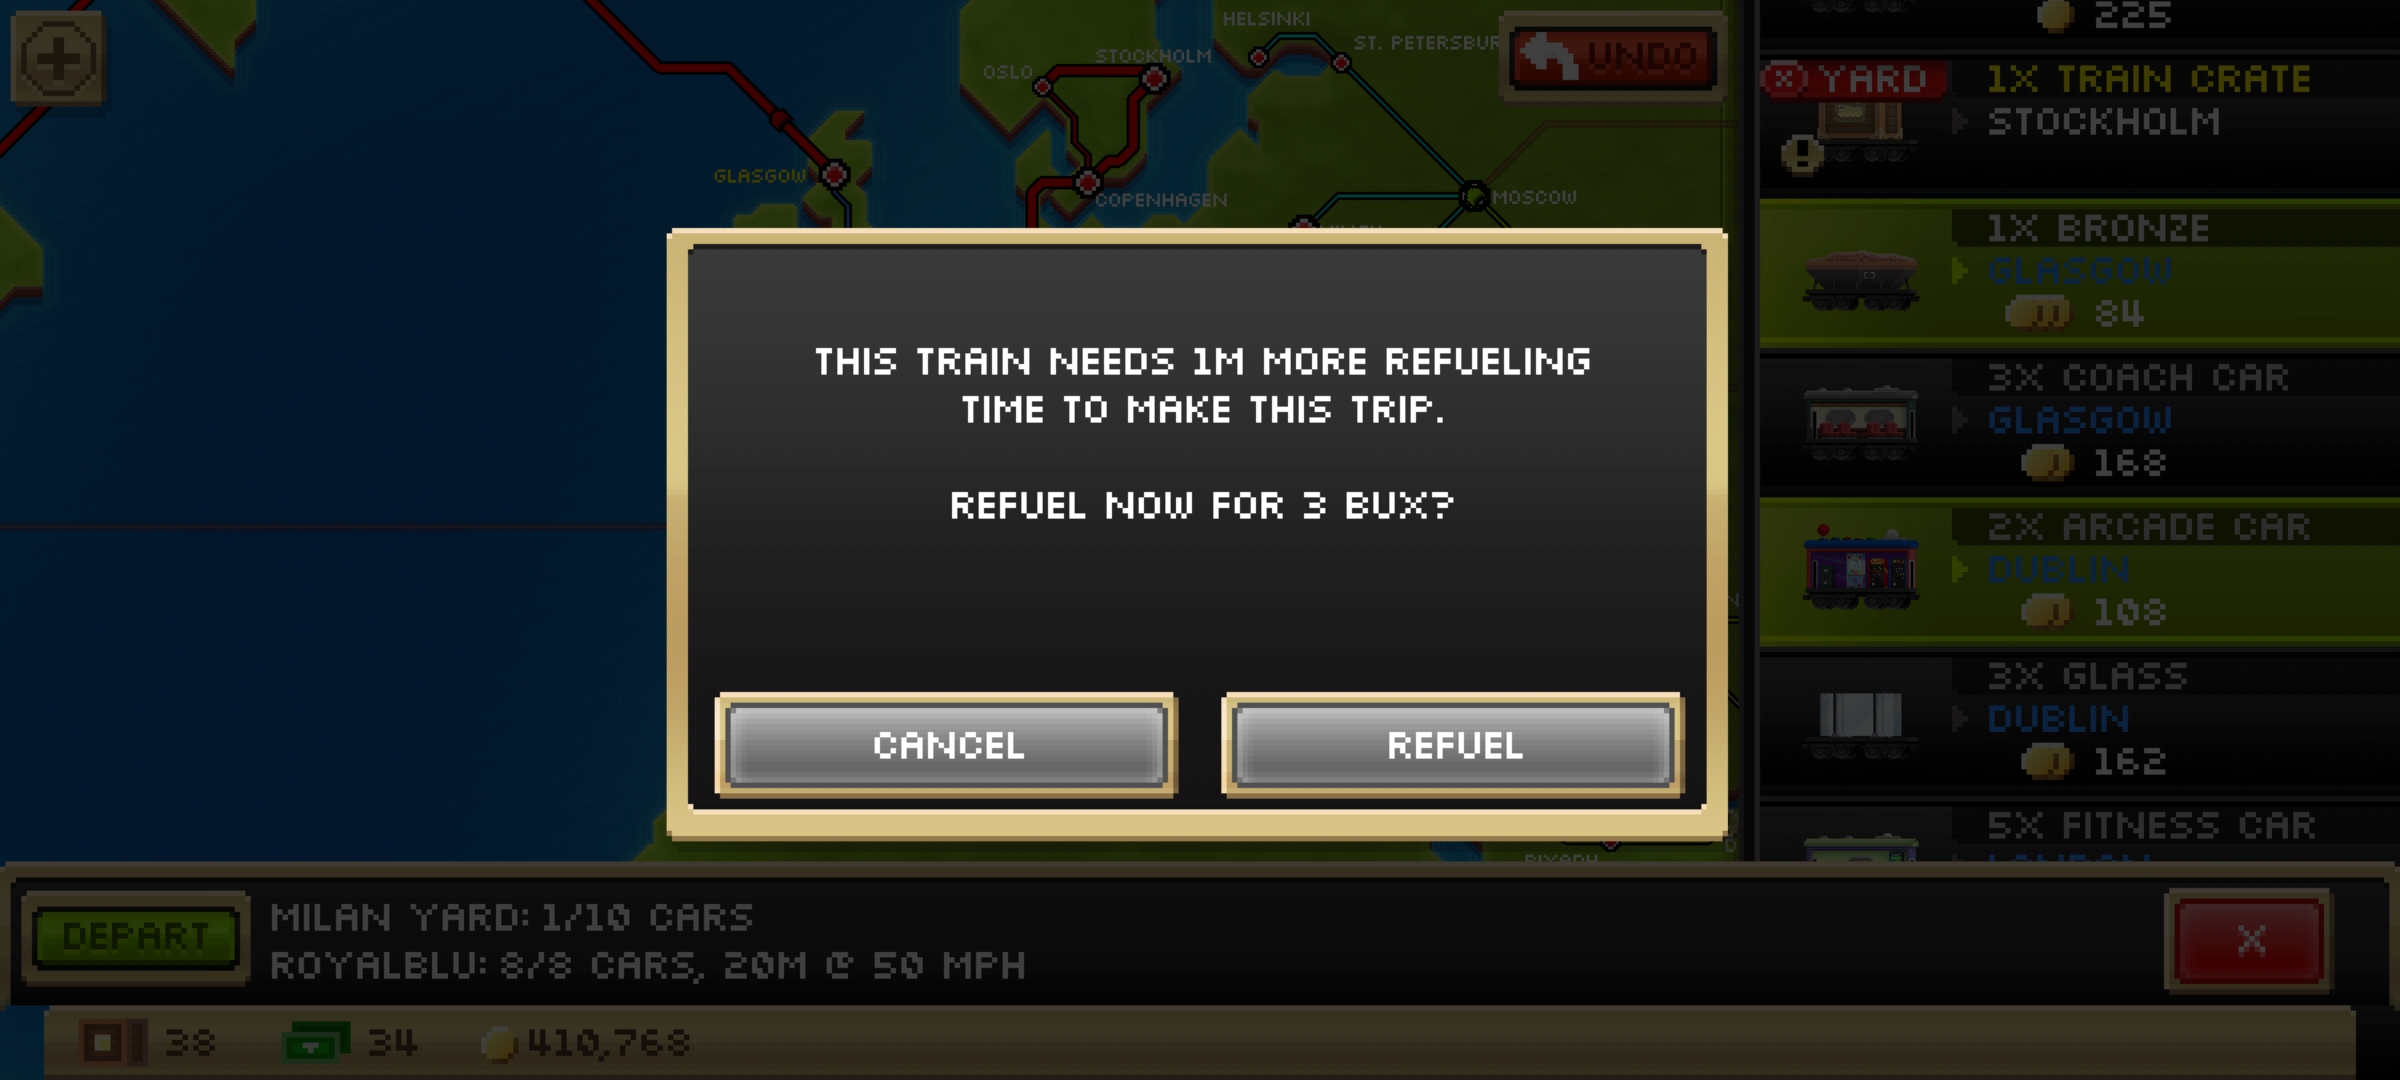 HELSINKI
ST. PETERSBUR
STOCKHOLM
OSLO
UNDO
GLASGOW
COPENHAGEN
MOSCOW
225
YARD
1X TRAIN CRATE
STOCKHOLM
1X BRONZE
GLASGOW
84
3X COACH CAR
GLASGOW
168
2X ARCADE CAR
DUBLIN
108
3X GLASS
DUBLIN
162
5X FITNESS CAR
LONDON
THIS TRAIN NEEDS 1M MORE REFUELING
TIME TO MAKE THIS TRIP.
REFUEL NOW FOR 3 BUX?
CANCEL
REFUEL
RIYADH
DEPART
MILAN YARD: 1/10 CARS
ROYALBLU: 8/8 CARS, 20M @ 50 MPH
X
38
34
410,768